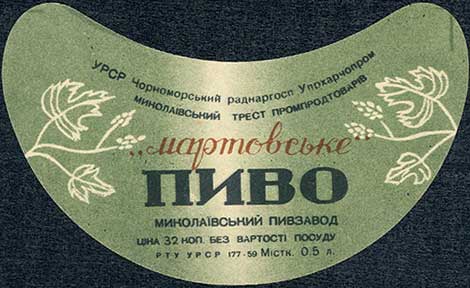 УРСР Чорноморський раднаргосп Упрхарчопром
МИКОЛАЇВСЬКИЙ ТРЕСТ ПРОМПРОДТОВАРІВ
„мартовське"
ПИВО
МИКОЛАЇВСЬКИЙ ПИВЗАВОД
ЦІНА 32 КОП. БЕЗ ВАРТОСТІ ПОСУДУ
РТУ УРСР 177-59 Містк. 0.5 л.